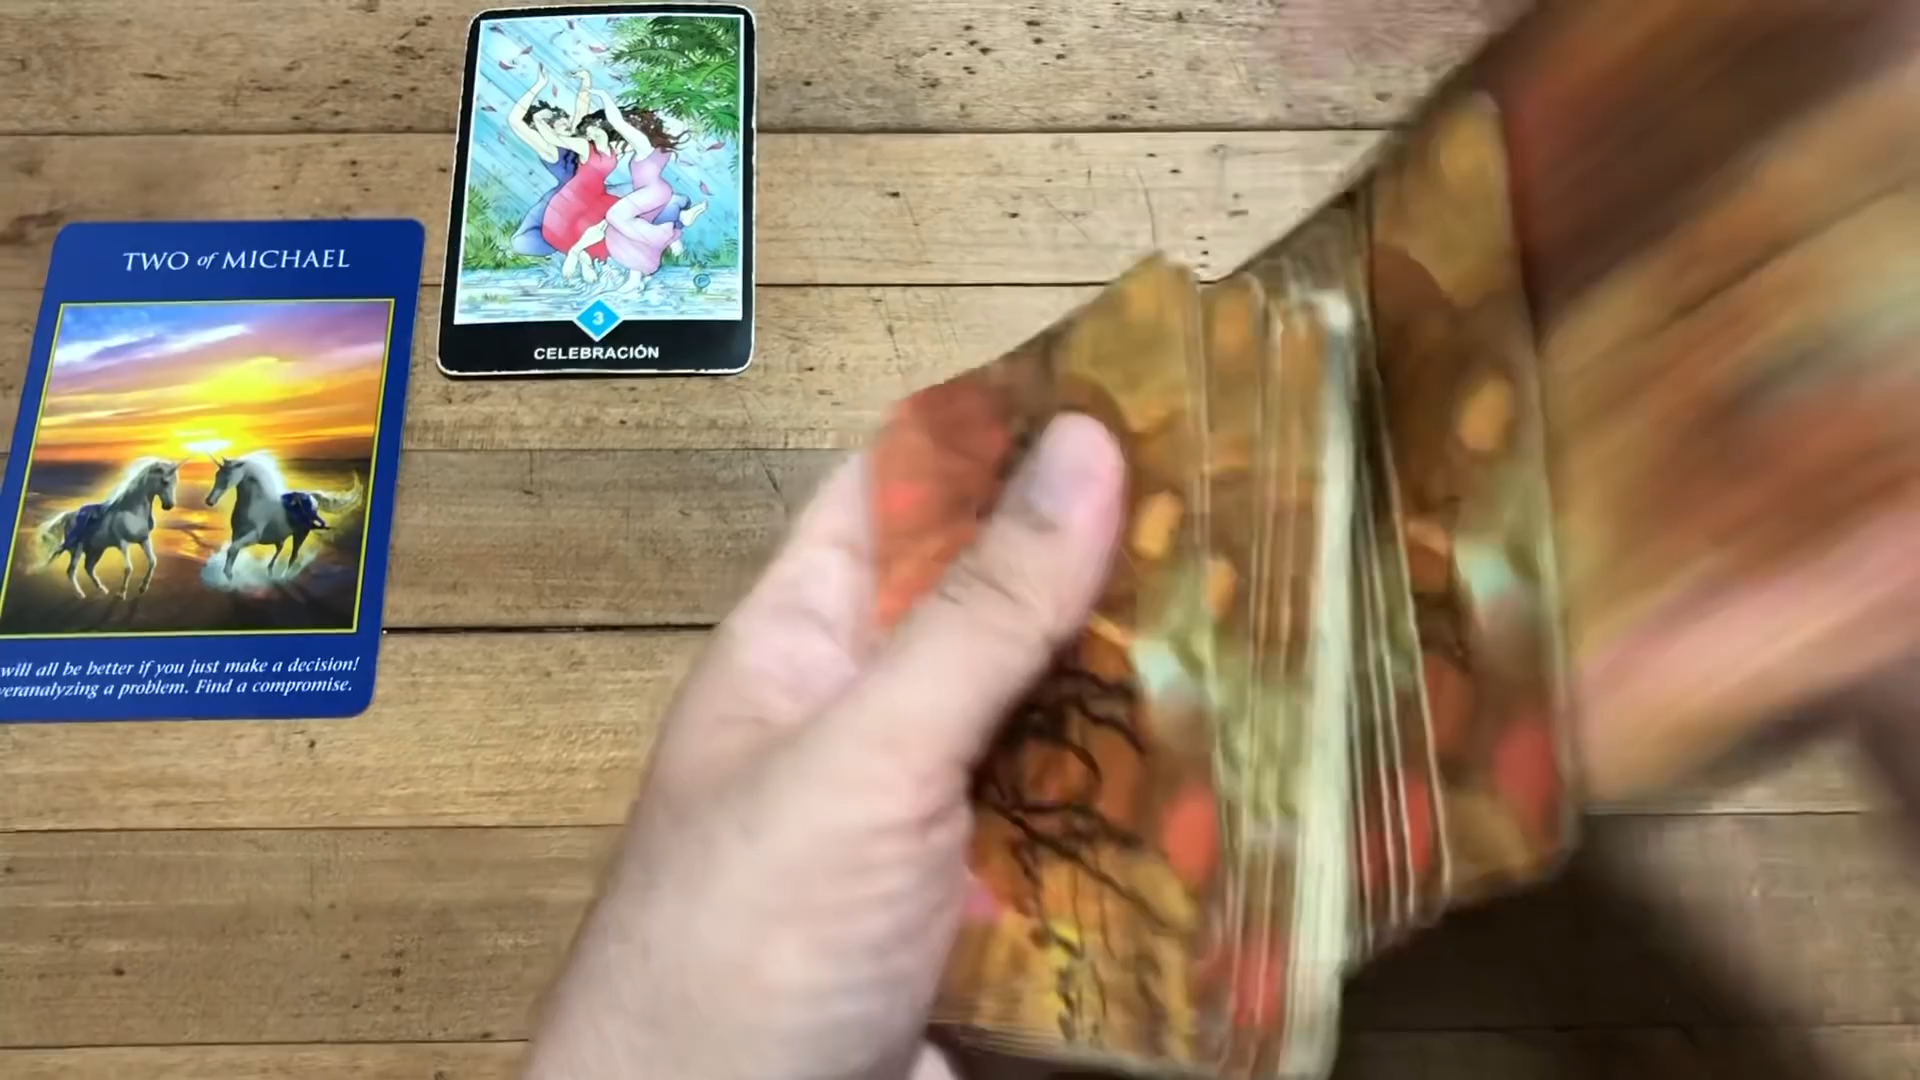 TWO of MICHAEL
will all be better if you just make a decision!
veranalyzing a problem. Find a compromise.
3
CELEBRACIÓN